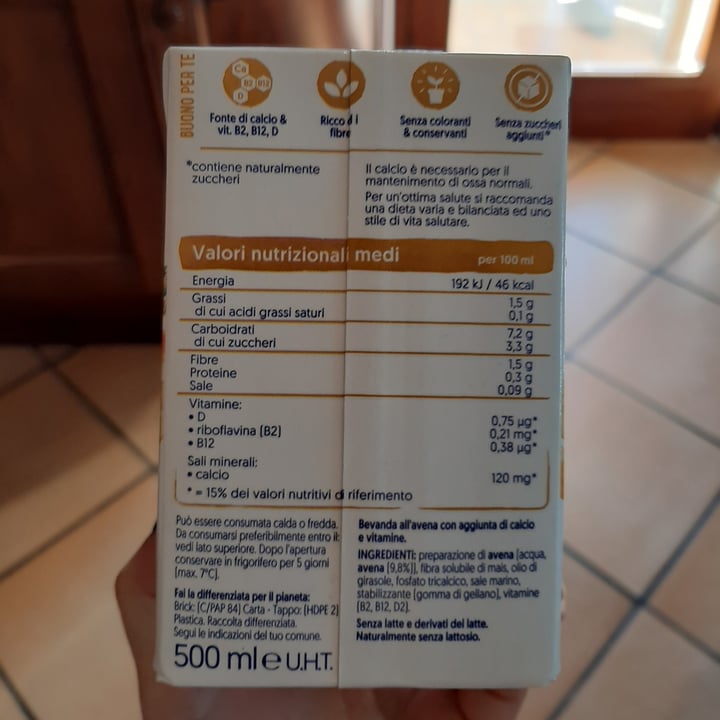 BUONO PER TE
Ca
B2 B12
D
Fonte di calcio &
vit. B2, B12, D
Ricco di
fibre
Senza coloranti
& conservanti
Senza zuccheri
aggiunti*
*contiene naturalmente
zuccheri
Il calcio è necessario per il
mantenimento di ossa normali.
Per un'ottima salute si raccomanda
una dieta varia e bilanciata ed uno
stile di vita salutare.
Valori nutrizionali medi per 100 ml
Energia 192 kJ / 46 kcal
Grassi 1,5 g
di cui acidi grassi saturi 0,1 g
Carboidrati 7,2 g
di cui zuccheri 3,3 g
Fibre 1,5 g
Proteine 0,3 g
Sale 0,09 g
Vitamine:
• D 0,75 µg*
• riboflavina (B2) 0,21 mg*
• B12 0,38 µg*
Sali minerali:
• calcio 120 mg*
* = 15% dei valori nutritivi di riferimento
Può essere consumata calda o fredda.
Da consumarsi preferibilmente entro il:
vedi lato superiore. Dopo l'apertura
conservare in frigorifero per 5 giorni
(max. 7°C).
Fai la differenziata per il pianeta:
Brick: (C/PAP 84) Carta - Tappo: (HDPE 2)
Plastica. Raccolta differenziata.
Segui le indicazioni del tuo comune.
500 ml e U.H.T.
Bevanda all'avena con aggiunta di calcio
e vitamine.
INGREDIENTI: preparazione di avena (acqua,
avena (9,8%)), fibra solubile di mais, olio di
girasole, fosfato tricalcico, sale marino,
stabilizzante (gomma di gellano), vitamine
(B2, B12, D2).
Senza latte e derivati del latte.
Naturalmente senza lattosio.